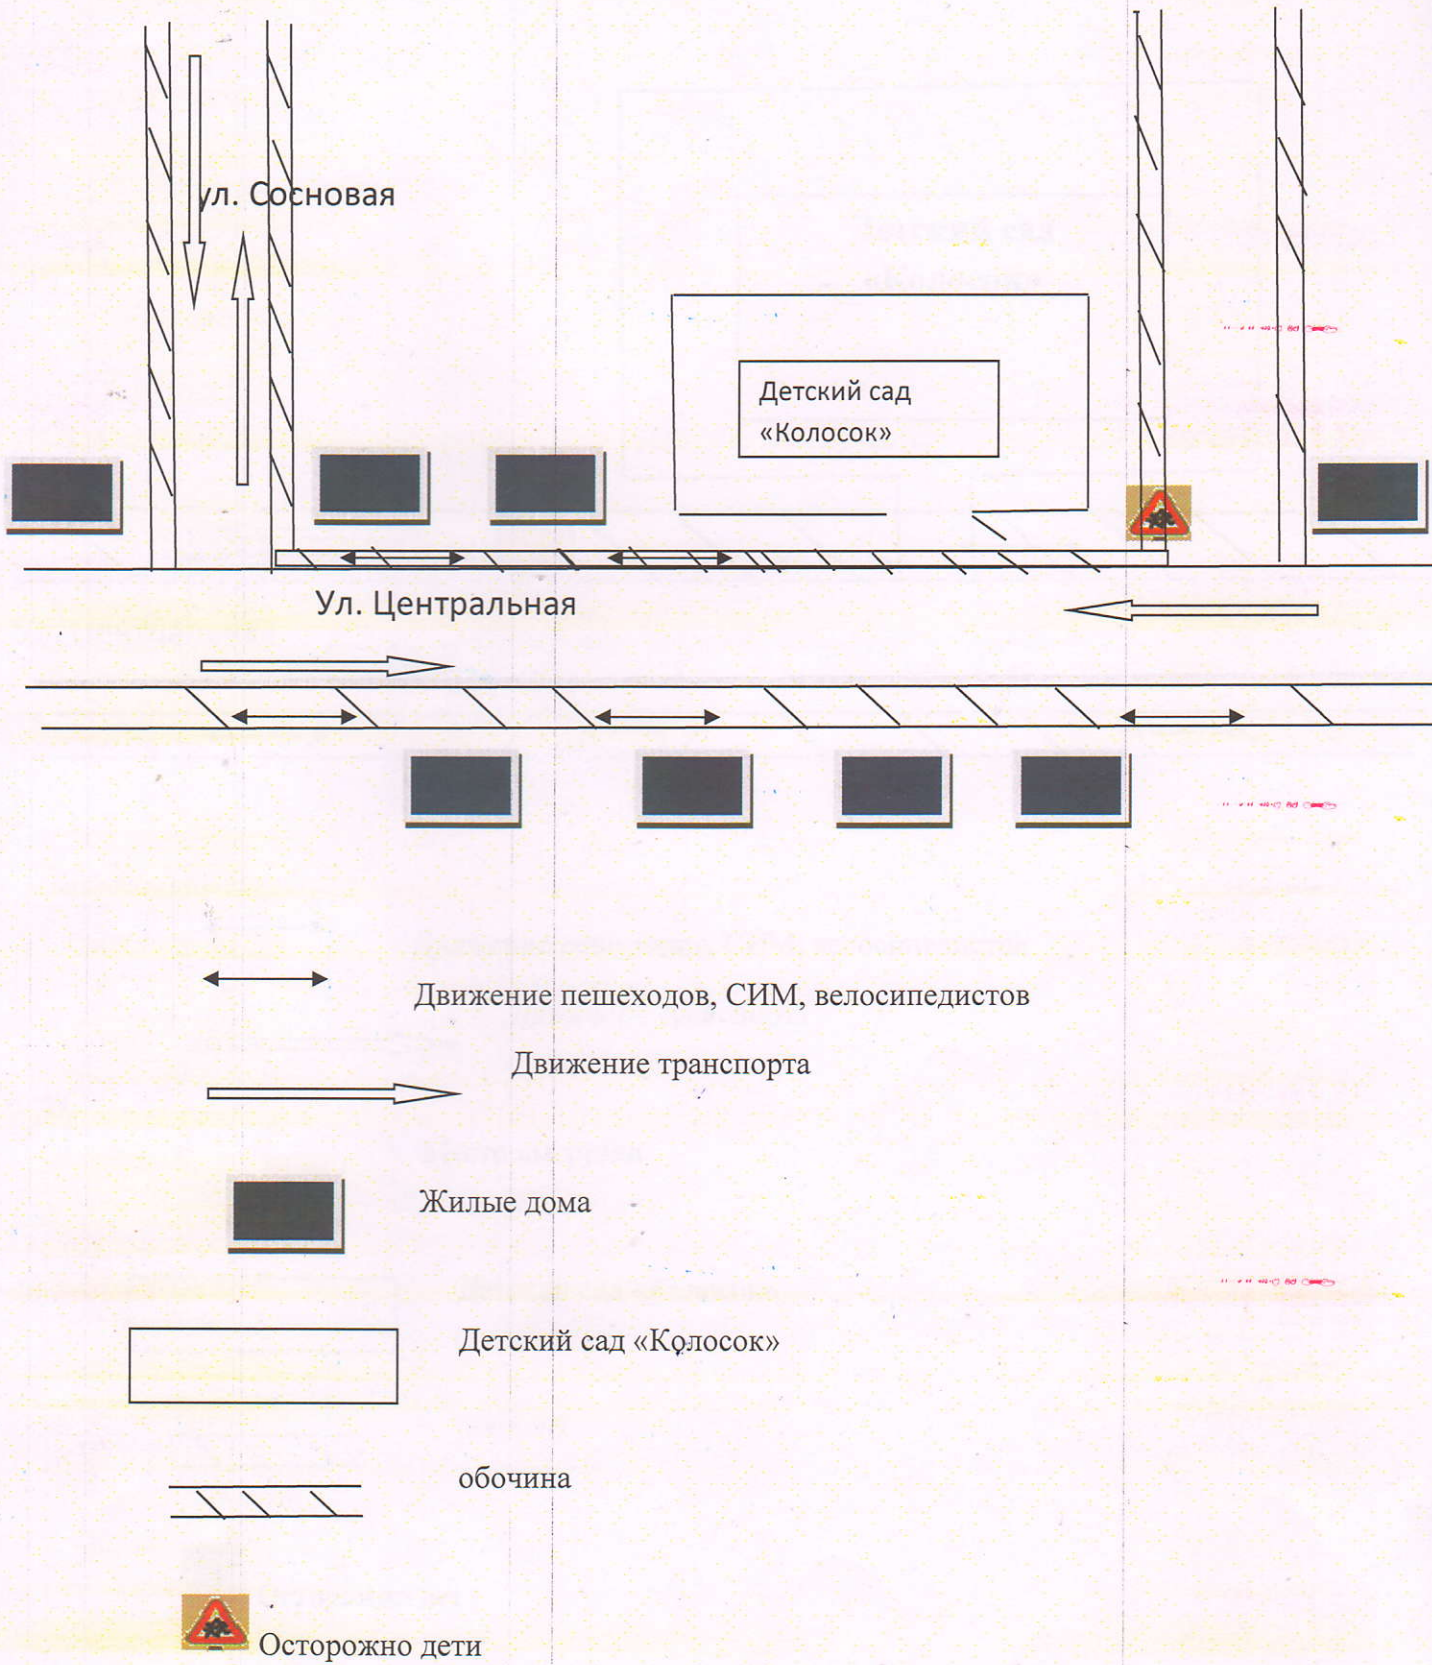 ул. Сосновая
Детский сад
«Колосок»
Ул. Центральная
Движение пешеходов, СИМ, велосипедистов
Движение транспорта
Жилые дома
Детский сад «Колосок»
обочина
Осторожно дети